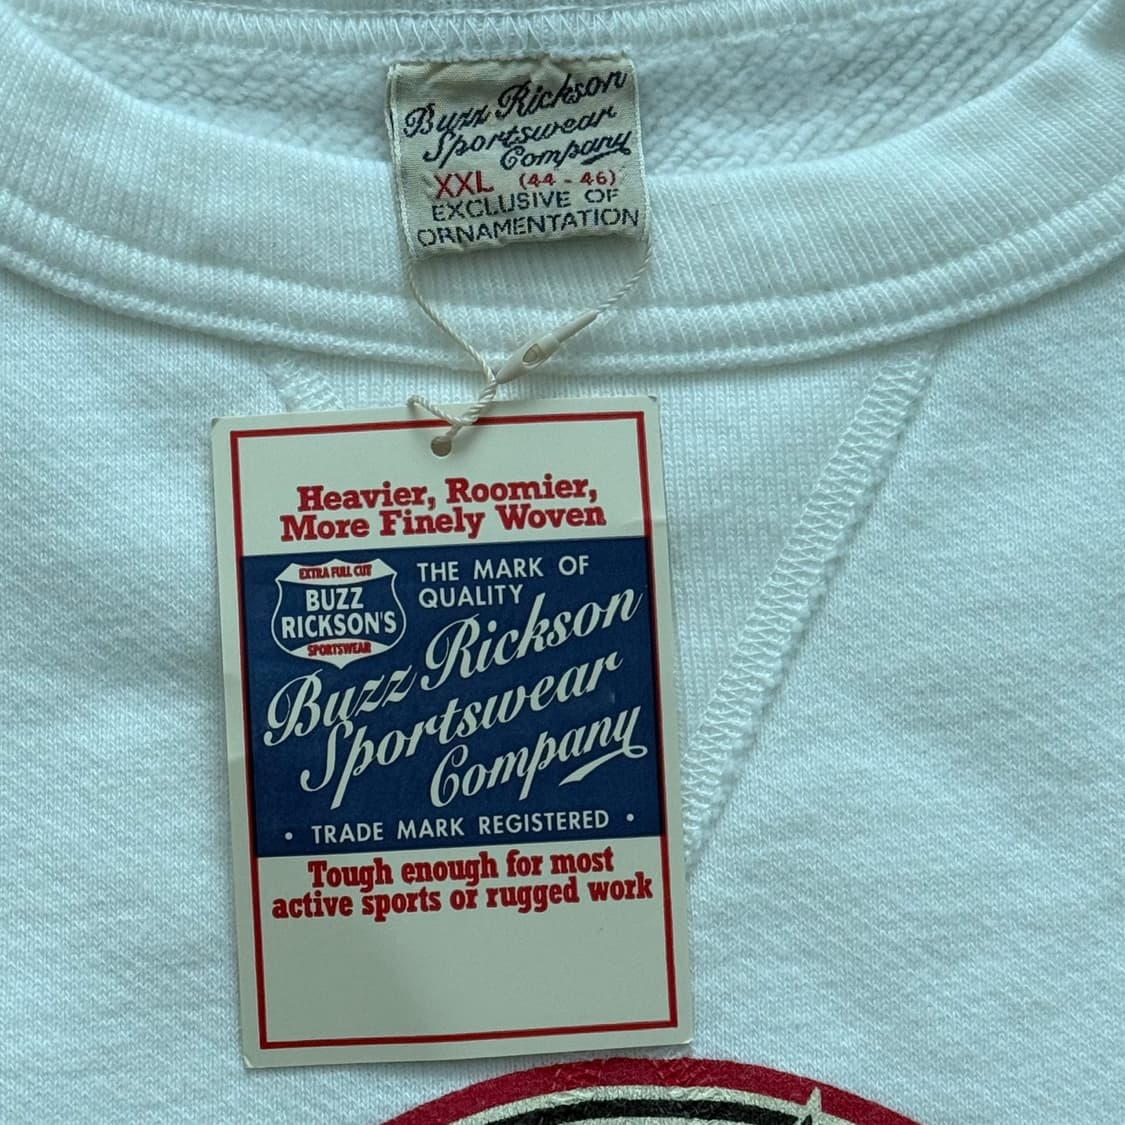 Buzz Rickson
Sportswear
Company
XXL (44 - 46)
EXCLUSIVE OF
ORNAMENTATION
Heavier, Roomier,
More Finely Woven
EXTRA FULL CUT
BUZZ
RICKSON'S
SPORTSWEAR
THE MARK OF
QUALITY
Buzz Rickson
Sportswear
Company
• TRADE MARK REGISTERED •
Tough enough for most
active sports or rugged work